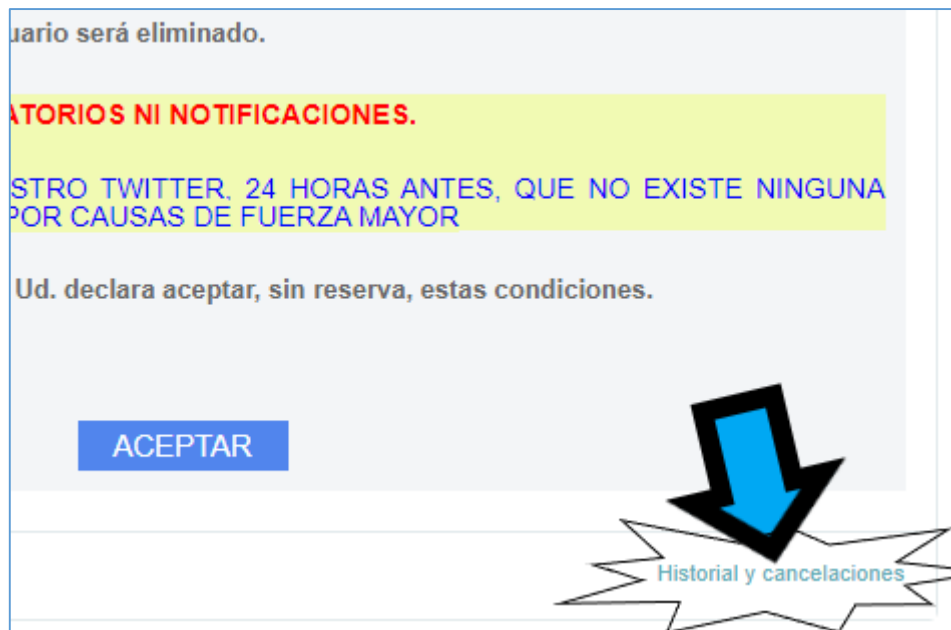 uario será eliminado.
ATORIOS NI NOTIFICACIONES.
STRO TWITTER, 24 HORAS ANTES, QUE NO EXISTE NINGUNA
POR CAUSAS DE FUERZA MAYOR
Ud. declara aceptar, sin reserva, estas condiciones.
ACEPTAR
Historial y cancelaciones